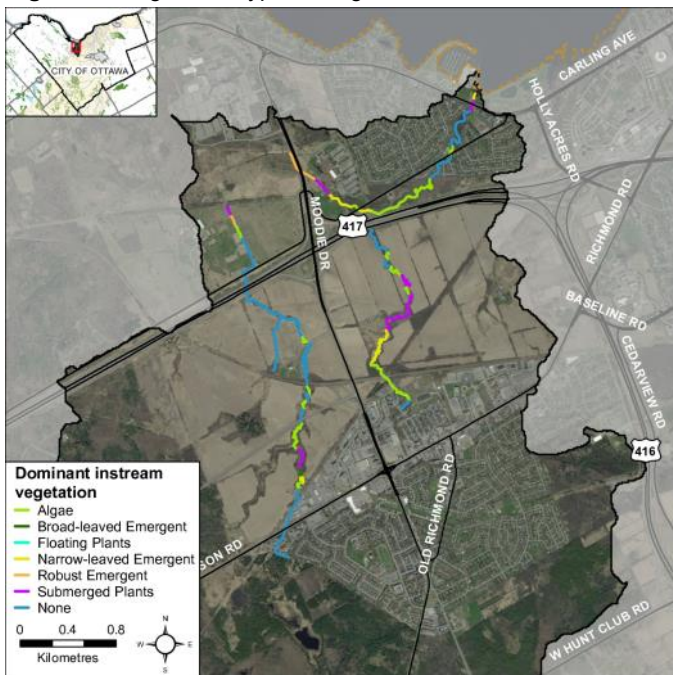 CITY OF OTTAWA
CARLING AVE
HOLLY ACRES RD
RICHMOND RD
MOODIE DR
417
BASELINE RD
CEDARVIEW RD
416
OLD RICHMOND RD
SON RD
W HUNT CLUB RD
Dominant instream
vegetation
Algae
Broad-leaved Emergent
Floating Plants
Narrow-leaved Emergent
Robust Emergent
Submerged Plants
None
0 0.4 0.8
Kilometres
N
W E
S